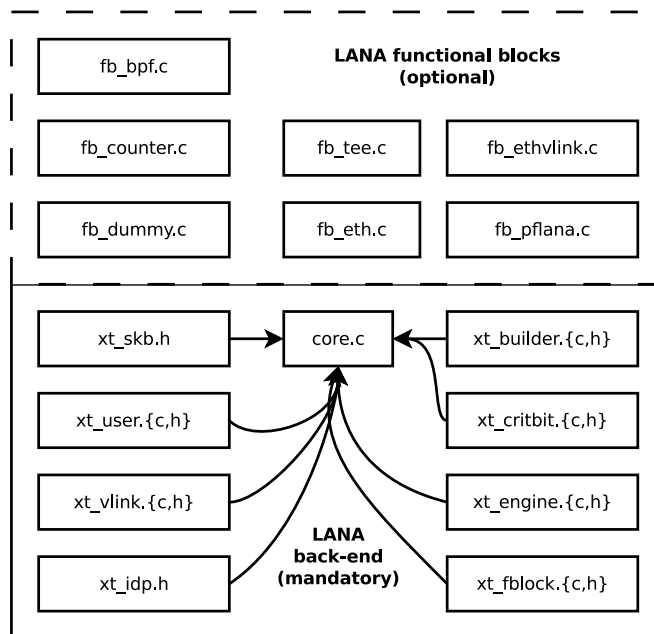 fb_bpf.c
LANA functional blocks
(optional)
fb_counter.c
fb_tee.c
fb_ethvlink.c
fb_dummy.c
fb_eth.c
fb_pflana.c
xt_skb.h
core.c
xt_builder.{c,h}
xt_user.{c,h}
xt_critbit.{c,h}
xt_vlink.{c,h}
xt_engine.{c,h}
LANA
back-end
(mandatory)
xt_idp.h
xt_fblock.{c,h}